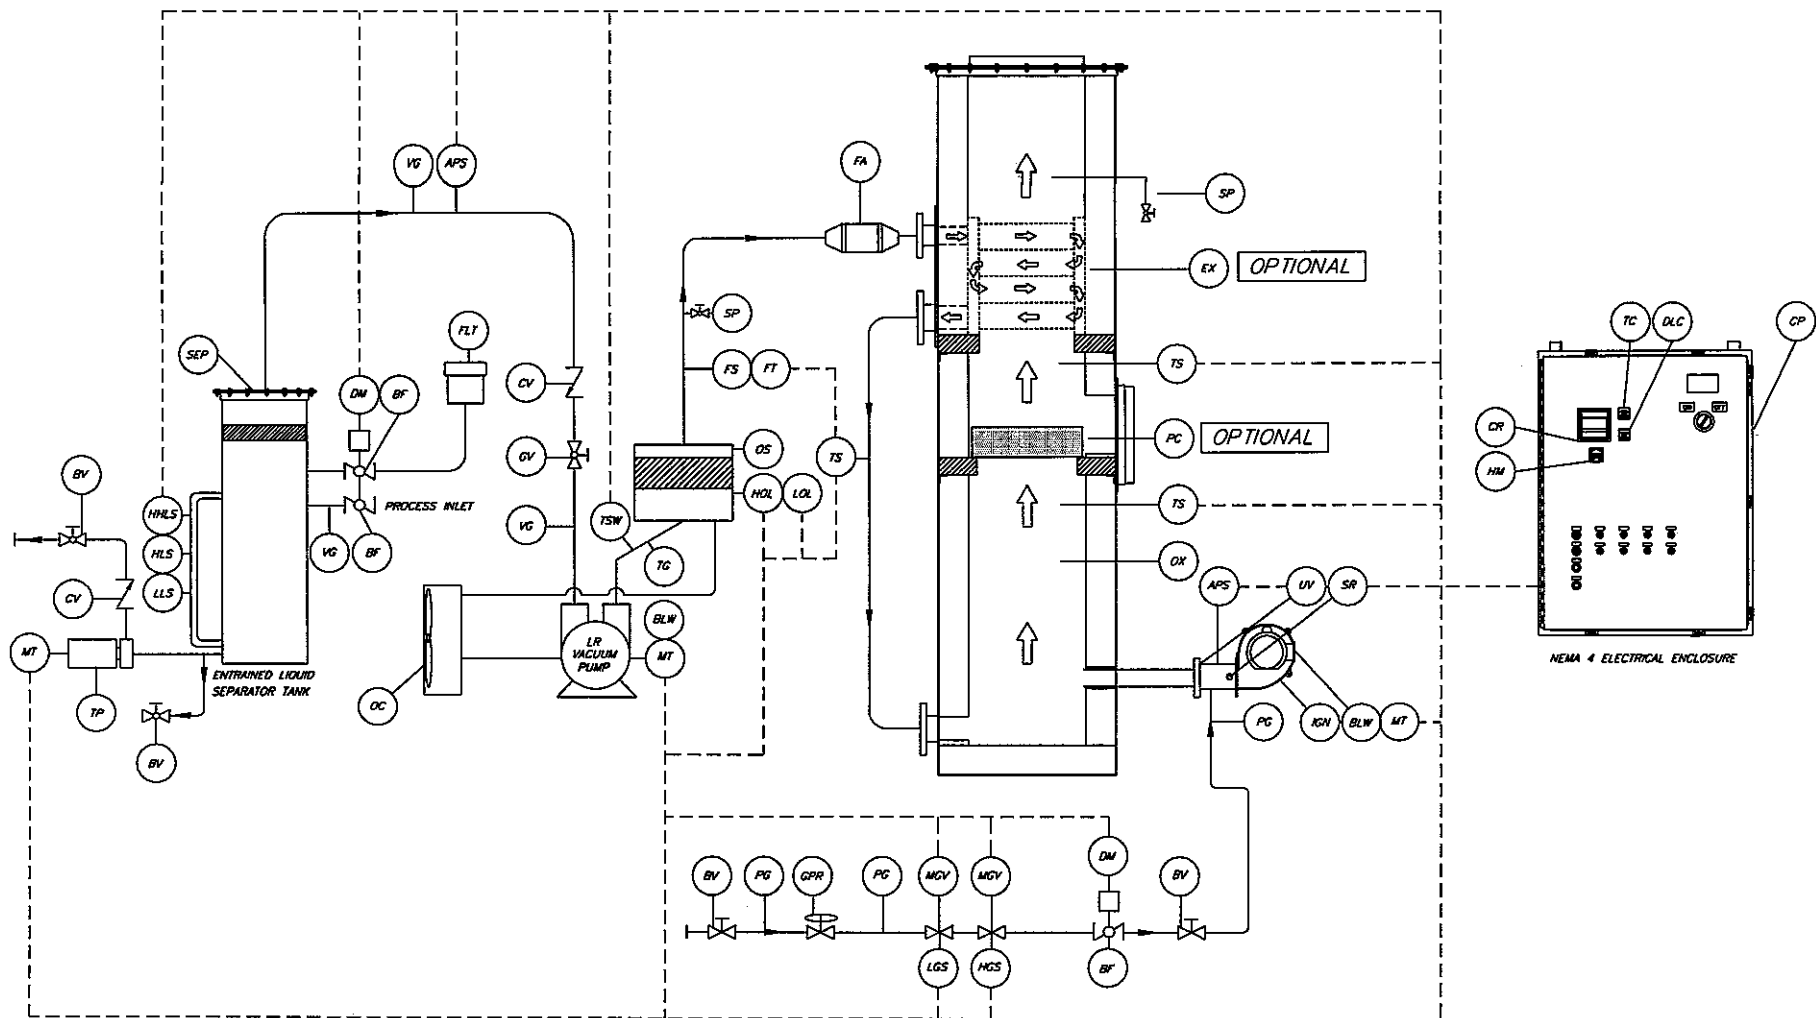 VG
APS
FA
SP
EX
OPTIONAL
SEP
FLT
SP
TC
DLC
CP
DM
BF
CV
FS
FT
TS
CR
ON
OFF
BV
GV
OS
TS
PC
OPTIONAL
HM
HHLS
PROCESS INLET
HOL
LOL
TS
HLS
VG
BF
VG
TSW
TG
OX
LLS
CV
APS
UV
SR
BLW
MT
LR
VACUUM
PUMP
MT
NEMA 4 ELECTRICAL ENCLOSURE
ENTRAINED LIQUID
SEPARATOR TANK
TP
OC
PG
IGN
BLW
MT
BV
DM
BV
PG
GPR
PG
MGV
MGV
BV
LGS
HGS
BF